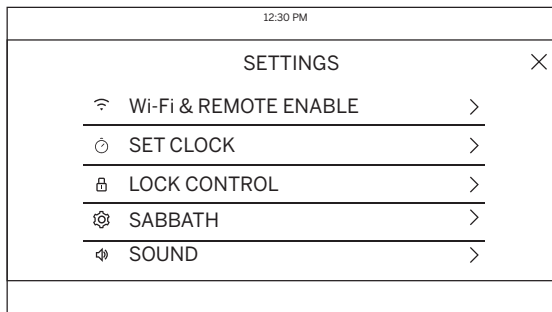 12:30 PM
SETTINGS
Wi-Fi & REMOTE ENABLE
SET CLOCK
LOCK CONTROL
SABBATH
SOUND